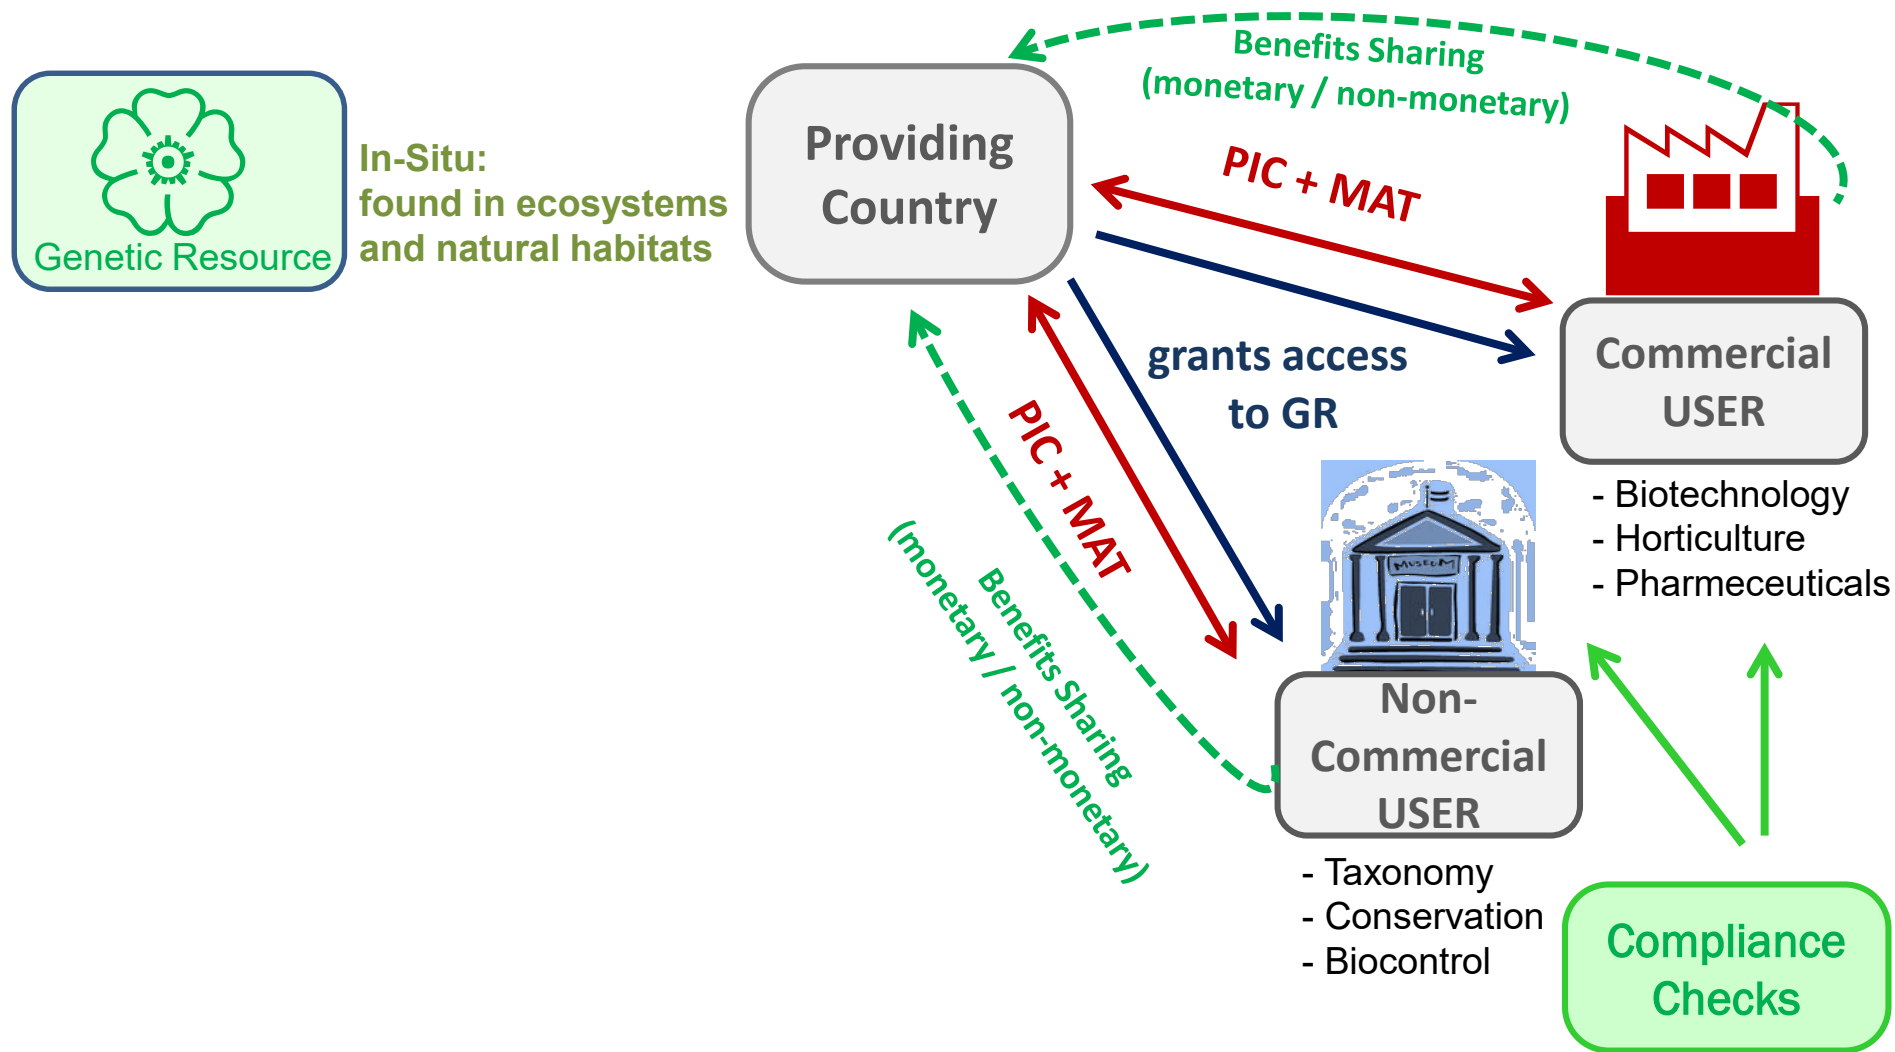 Genetic Resource
In-Situ:
found in ecosystems
and natural habitats
Providing
Country
Benefits Sharing
(monetary / non-monetary)
PIC + MAT
grants access
to GR
Commercial
USER
- Biotechnology
- Horticulture
- Pharmeceuticals
PIC + MAT
Benefits Sharing
(monetary / non-monetary)
MUSEUM
Non-
Commercial
USER
- Taxonomy
- Conservation
- Biocontrol
Compliance
Checks